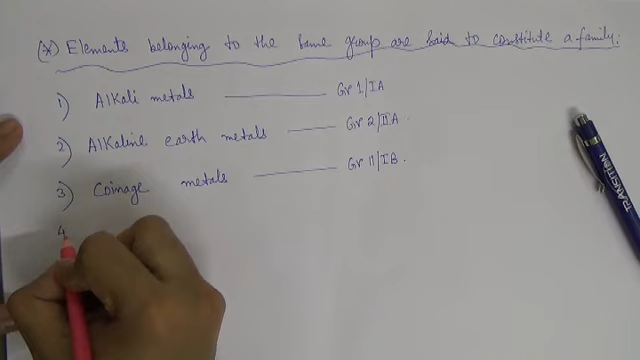 (*) Elements belonging to the same group are said to constitute a family:
1) Alkali metals ——— Gr 1/IA
2) Alkaline earth metals —— Gr 2/IIA.
3) Coinage metals ——— Gr 11/IB.
4
TRANSITION